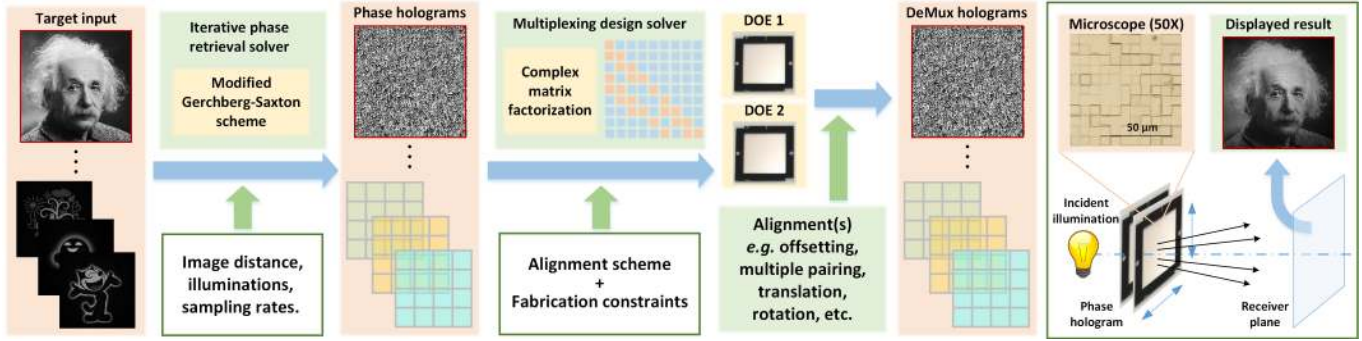 Target input
Iterative phase
retrieval solver
Modified
Gerchberg-Saxton
scheme
Image distance,
illuminations,
sampling rates.
Phase holograms
Multiplexing design solver
Complex
matrix
factorization
Alignment scheme
+
Fabrication constraints
DOE 1
DOE 2
Alignment(s)
e.g. offsetting,
multiple pairing,
translation,
rotation, etc.
DeMux holograms
Microscope (50X)
50 µm
Displayed result
Incident
illumination
Phase
hologram
Receiver
plane